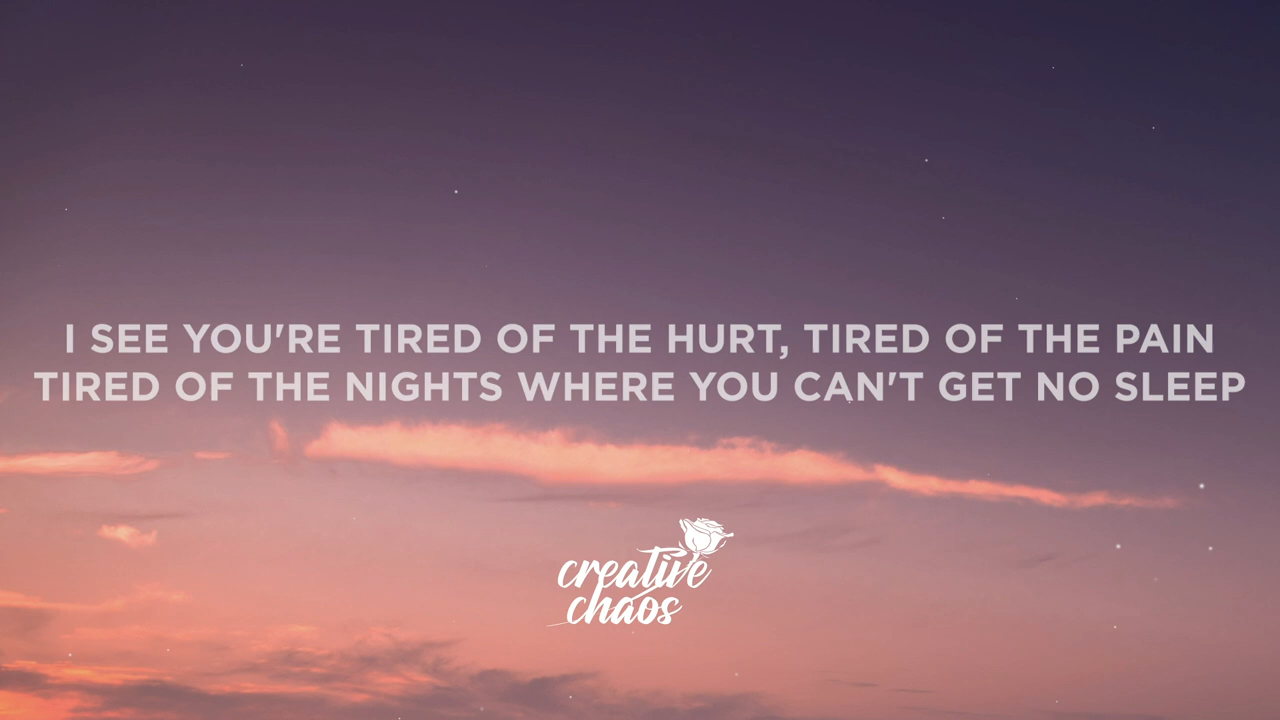 I SEE YOU'RE TIRED OF THE HURT, TIRED OF THE PAIN
TIRED OF THE NIGHTS WHERE YOU CAN'T GET NO SLEEP
creative
chaos